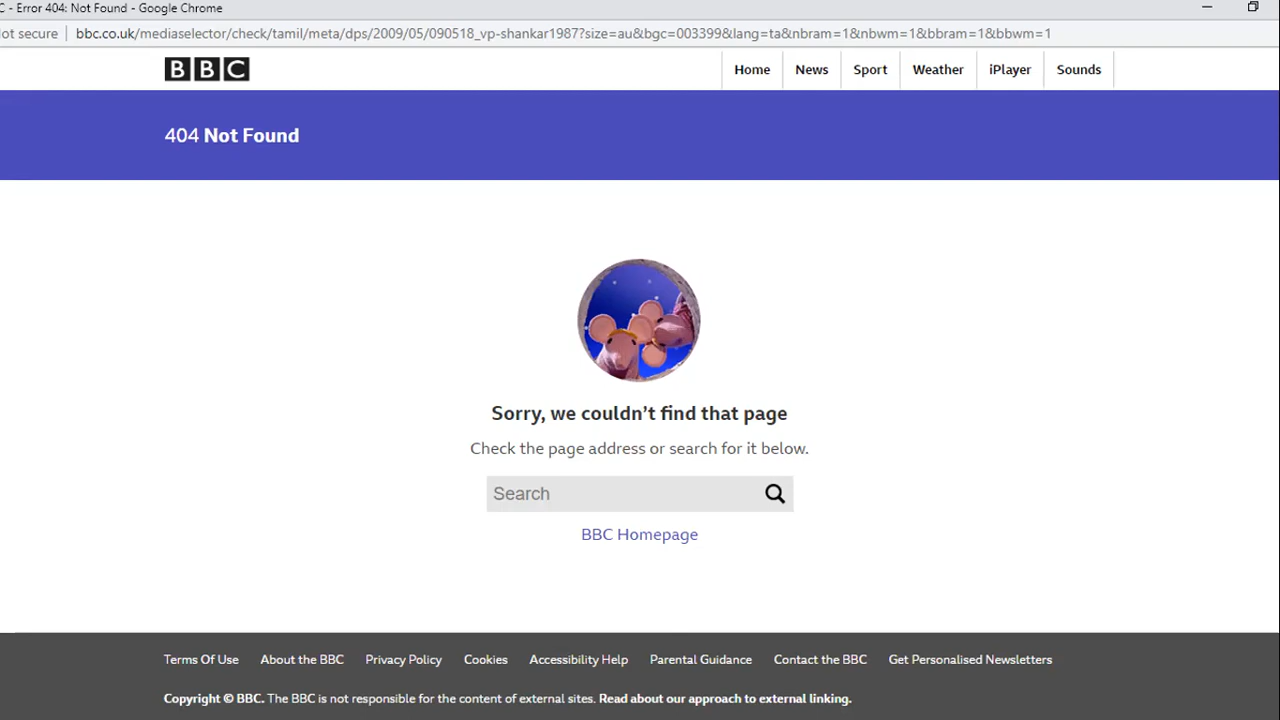 C - Error 404: Not Found - Google Chrome
ot secure bbc.co.uk/mediaselector/check/tamil/meta/dps/2009/05/090518_vp-shankar1987?size=au&bgc=003399&lang=ta&nbram=1&nbwm=1&bbram=1&bbwm=1
BBC Home News Sport Weather iPlayer Sounds
404 Not Found
Sorry, we couldn’t find that page
Check the page address or search for it below.
Search
BBC Homepage
Terms Of Use About the BBC Privacy Policy Cookies Accessibility Help Parental Guidance Contact the BBC Get Personalised Newsletters
Copyright © BBC. The BBC is not responsible for the content of external sites. Read about our approach to external linking.